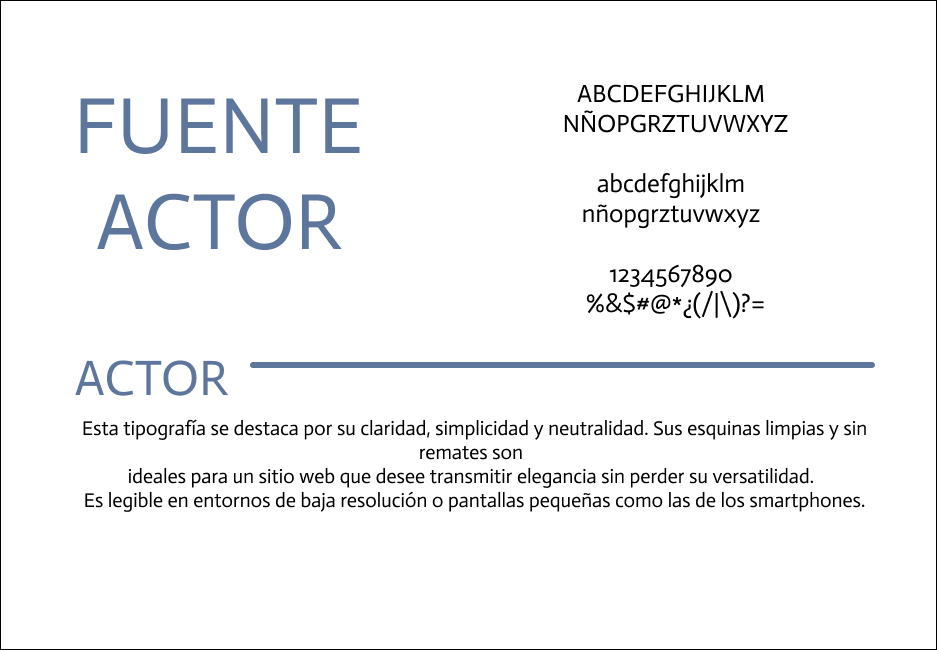 FUENTE
ACTOR
ABCDEFGHIJKLM
NÑOPGRZTUVWXYZ
abcdefghijklm
nñopgrztuvwxyz
1234567890
%&$#@*¿(/|\)?=
ACTOR
Esta tipografía se destaca por su claridad, simplicidad y neutralidad. Sus esquinas limpias y sin
remates son
ideales para un sitio web que desee transmitir elegancia sin perder su versatilidad.
Es legible en entornos de baja resolución o pantallas pequeñas como las de los smartphones.